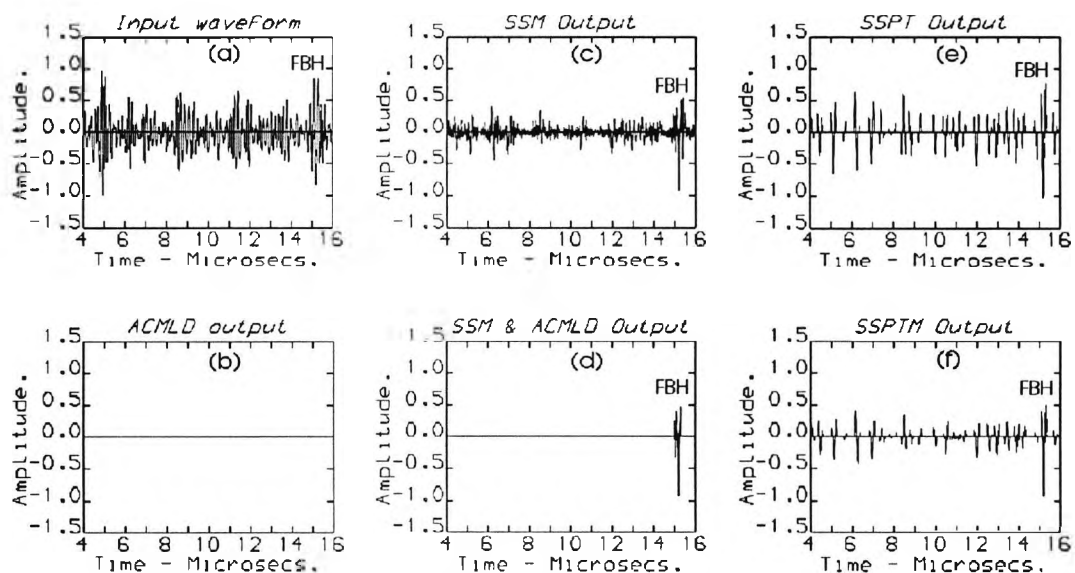 Input waveForm
(a)
FBH
1.5
1.0
0.5
0.0
-0.5
-1.0
-1.5
Amplitude.
4 6 8 10 12 14 16
Time - Microsecs.
SSM Output
(c)
FBH
1.5
1.0
0.5
0.0
-0.5
-1.0
-1.5
Amplitude.
4 6 8 10 12 14 16
Time - Microsecs.
SSPT Output
(e)
FBH
1.5
1.0
0.5
0.0
-0.5
-1.0
-1.5
Amplitude.
4 6 8 10 12 14 16
Time - Microsecs.
ACMLD output
(b)
1.5
1.0
0.5
0.0
-0.5
-1.0
-1.5
Amplitude.
4 6 8 10 12 14 16
Time - Microsecs.
SSM & ACMLD Output
(d)
FBH
1.5
1.0
0.5
0.0
-0.5
-1.0
-1.5
Amplitude.
4 6 8 10 12 14 16
Time - Microsecs.
SSPTM Output
(f)
FBH
1.5
1.0
0.5
0.0
-0.5
-1.0
-1.5
Amplitude.
4 6 8 10 12 14 16
Time - Microsecs.